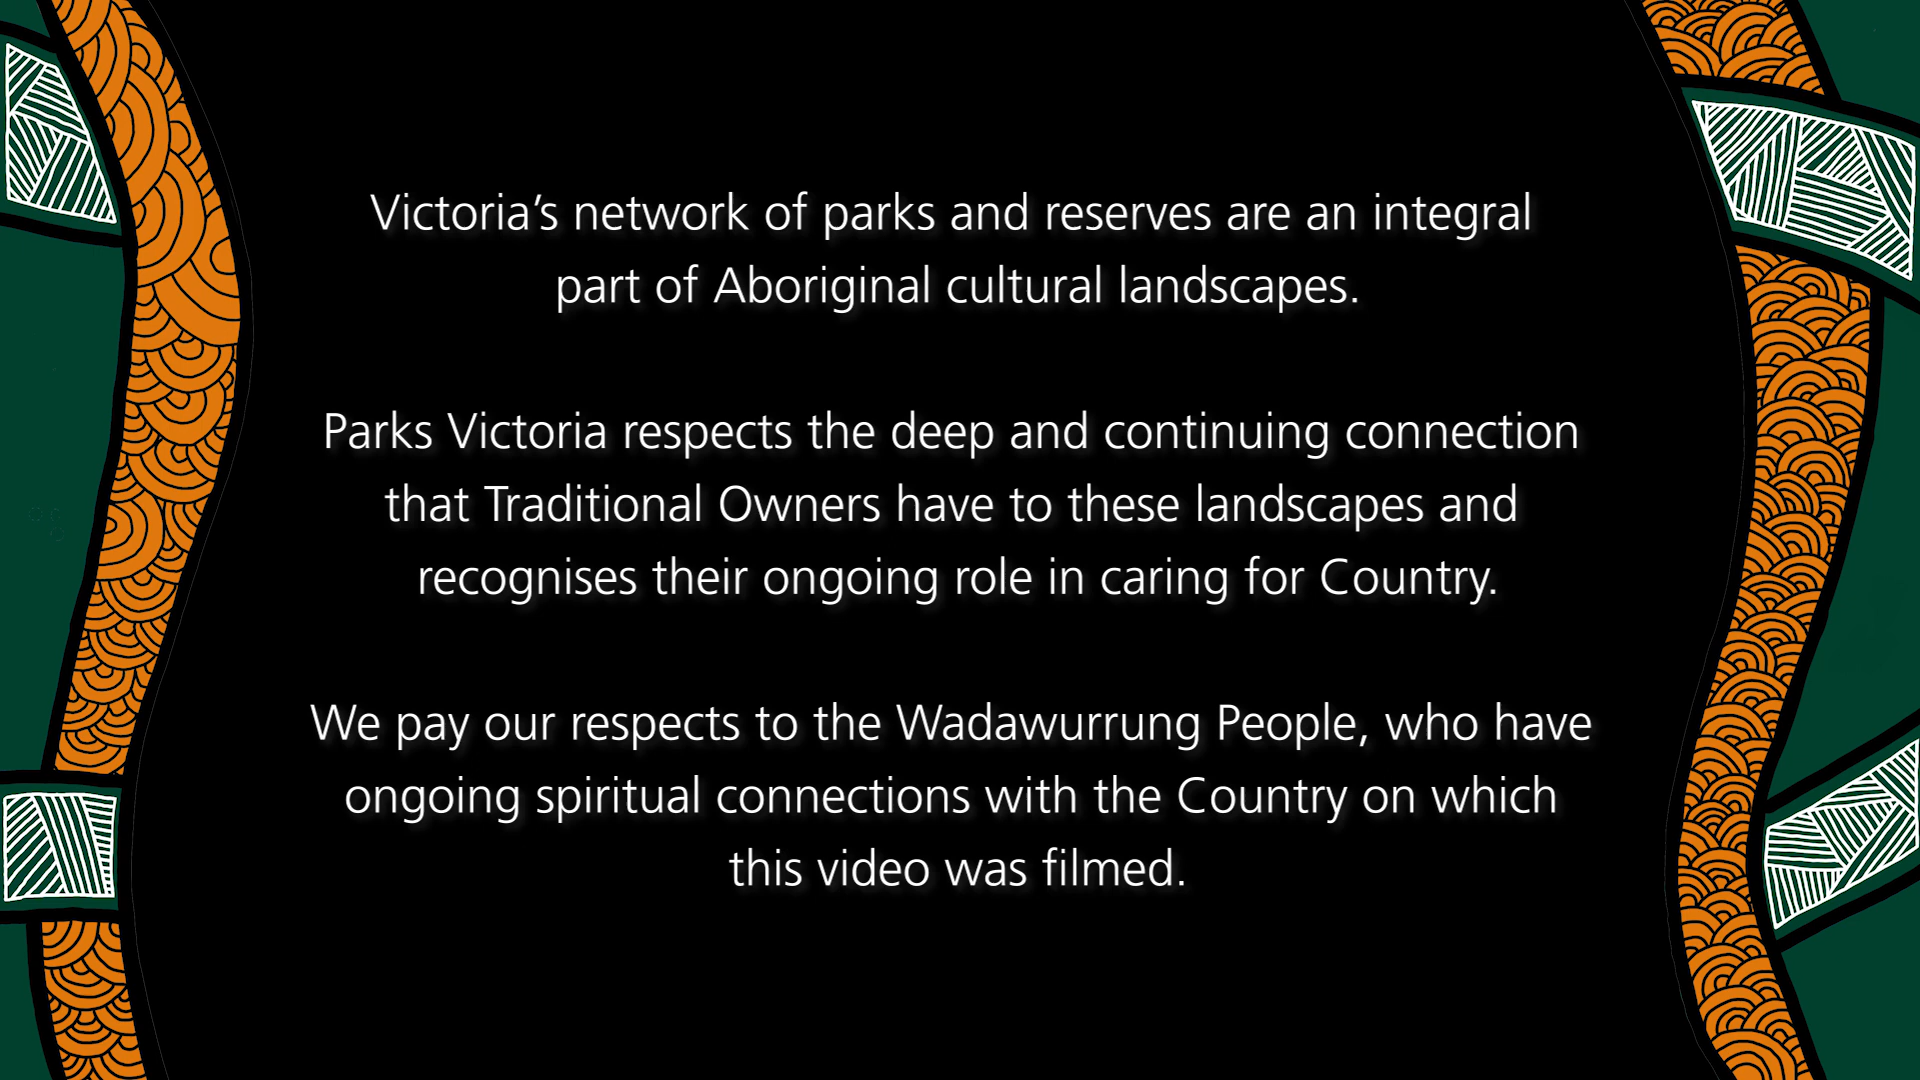 Victoria’s network of parks and reserves are an integral
part of Aboriginal cultural landscapes.
Parks Victoria respects the deep and continuing connection
that Traditional Owners have to these landscapes and
recognises their ongoing role in caring for Country.
We pay our respects to the Wadawurrung People, who have
ongoing spiritual connections with the Country on which
this video was filmed.